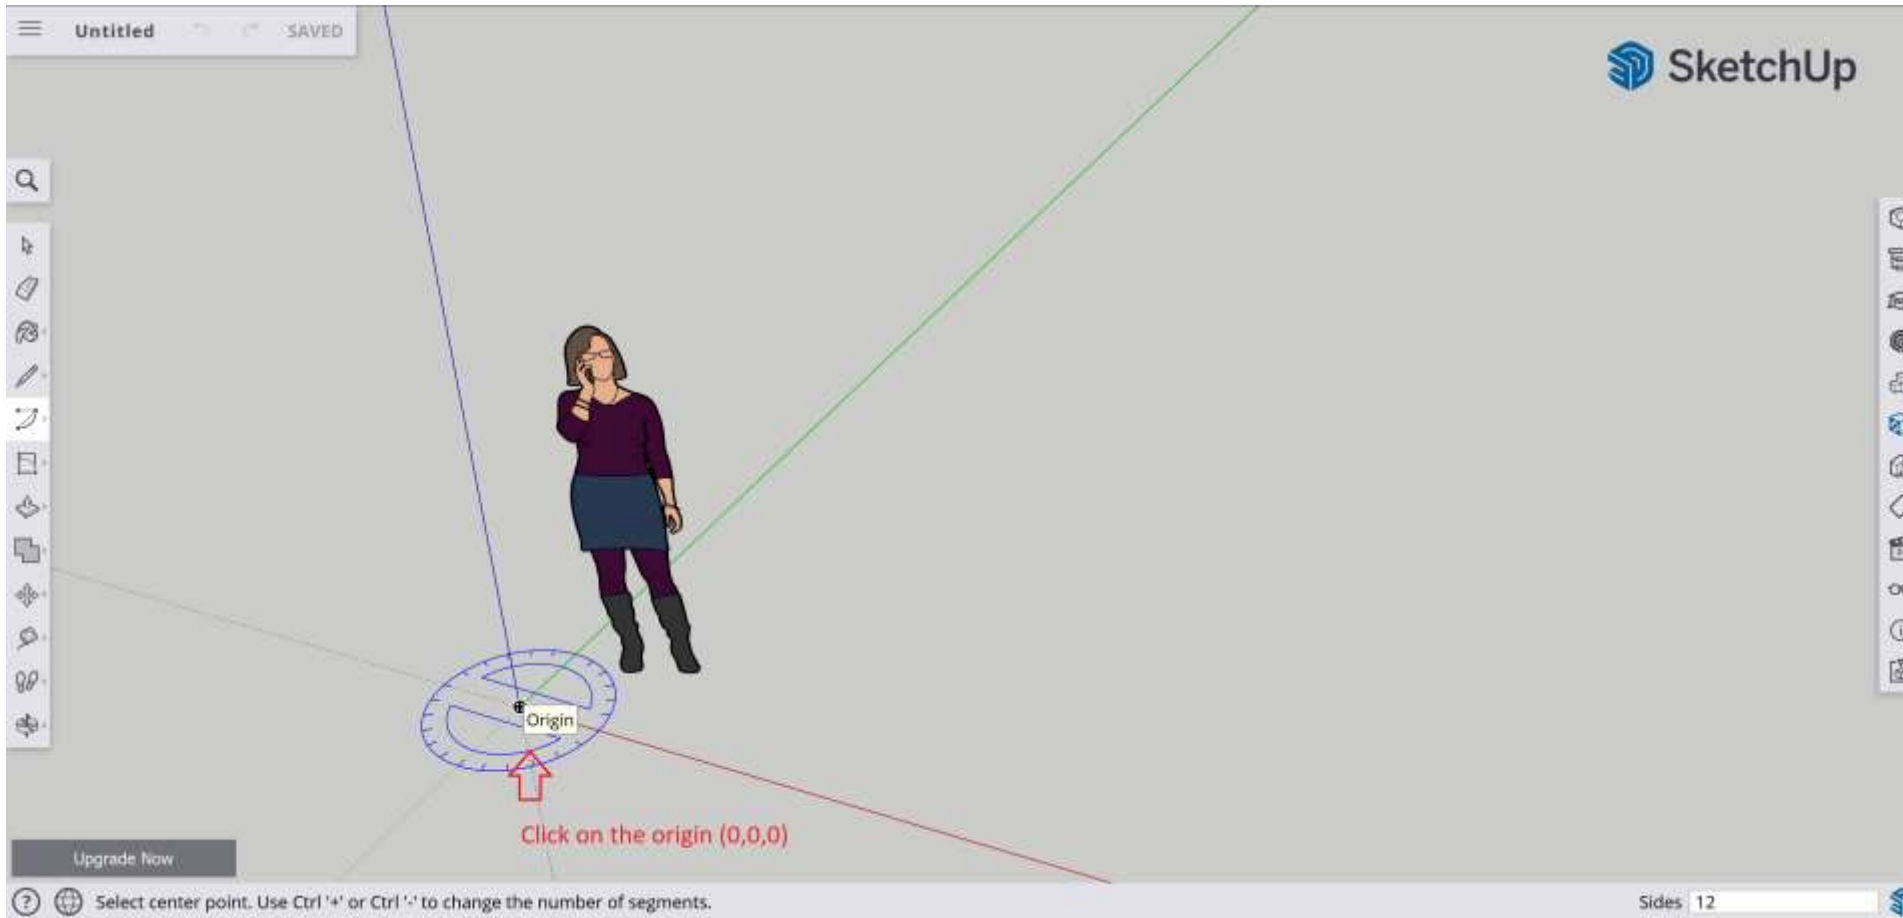 Untitled SAVED
SketchUp
Origin
Click on the origin (0,0,0)
Upgrade Now
? Select center point. Use Ctrl '+' or Ctrl '-' to change the number of segments.
Sides 12